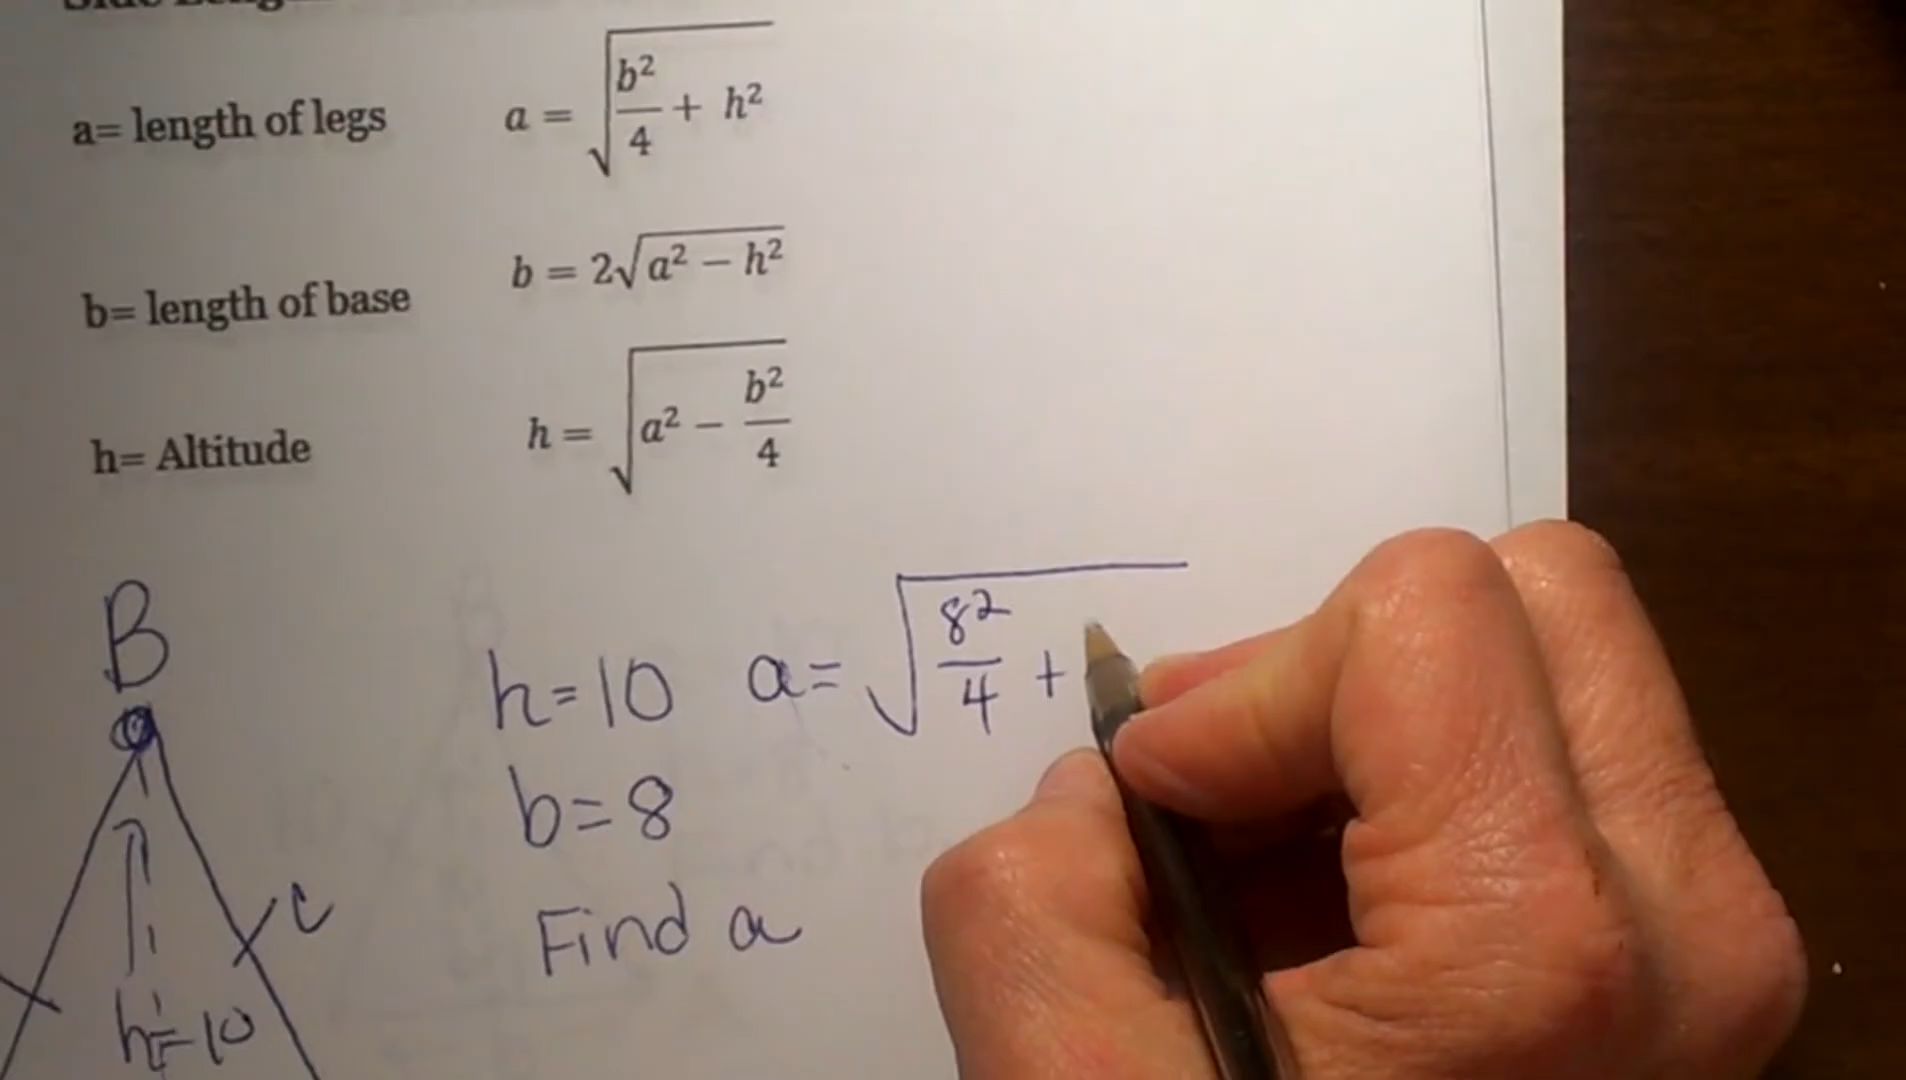 a= length of legs a = √(b²/4 + h²)
b= length of base b = 2√(a² − h²)
h= Altitude h = √(a² − b²/4)
B
h=10 a= √(8²/4 +
b=8
c
Find a
h=10